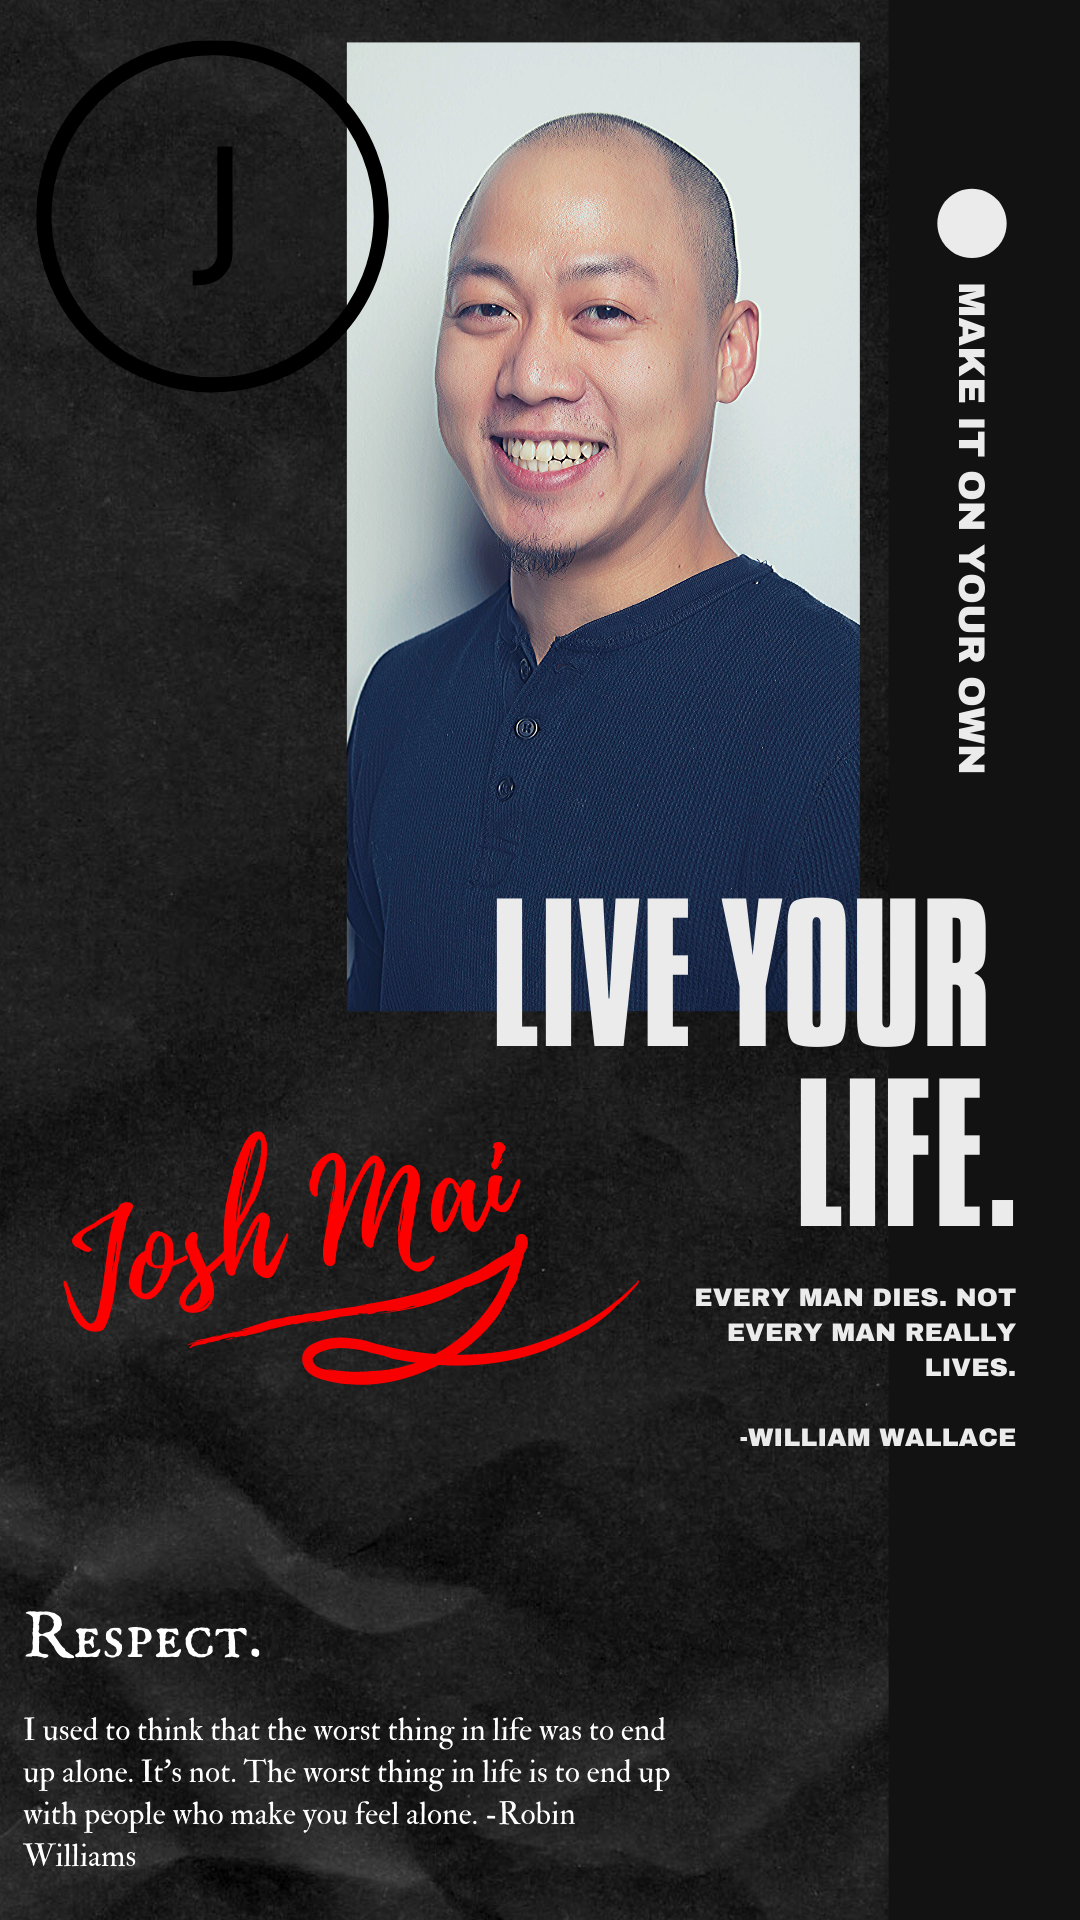 J
MAKE IT ON YOUR OWN
LIVE YOUR
LIFE.
Josh Mai
EVERY MAN DIES. NOT
EVERY MAN REALLY
LIVES.
-WILLIAM WALLACE
Respect.
I used to think that the worst thing in life was to end
up alone. It’s not. The worst thing in life is to end up
with people who make you feel alone. -Robin
Williams